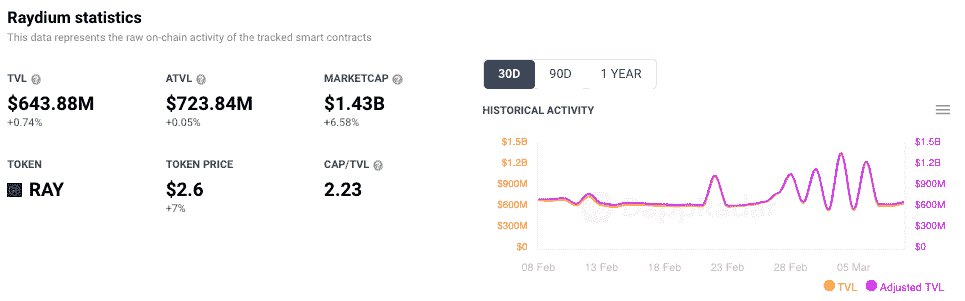 Raydium statistics
This data represents the raw on-chain activity of the tracked smart contracts
TVL ?
$643.88M
+0.74%
ATVL ?
$723.84M
+0.05%
MARKETCAP ?
$1.43B
+6.58%
TOKEN
RAY
TOKEN PRICE
$2.6
+7%
CAP/TVL ?
2.23
30D 90D 1 YEAR
HISTORICAL ACTIVITY
$1.5B $1.5B
$1.2B $1.2B
$900M $900M
$600M $600M
$300M $300M
$0 $0
08 Feb 13 Feb 18 Feb 23 Feb 28 Feb 05 Mar
TVL Adjusted TVL